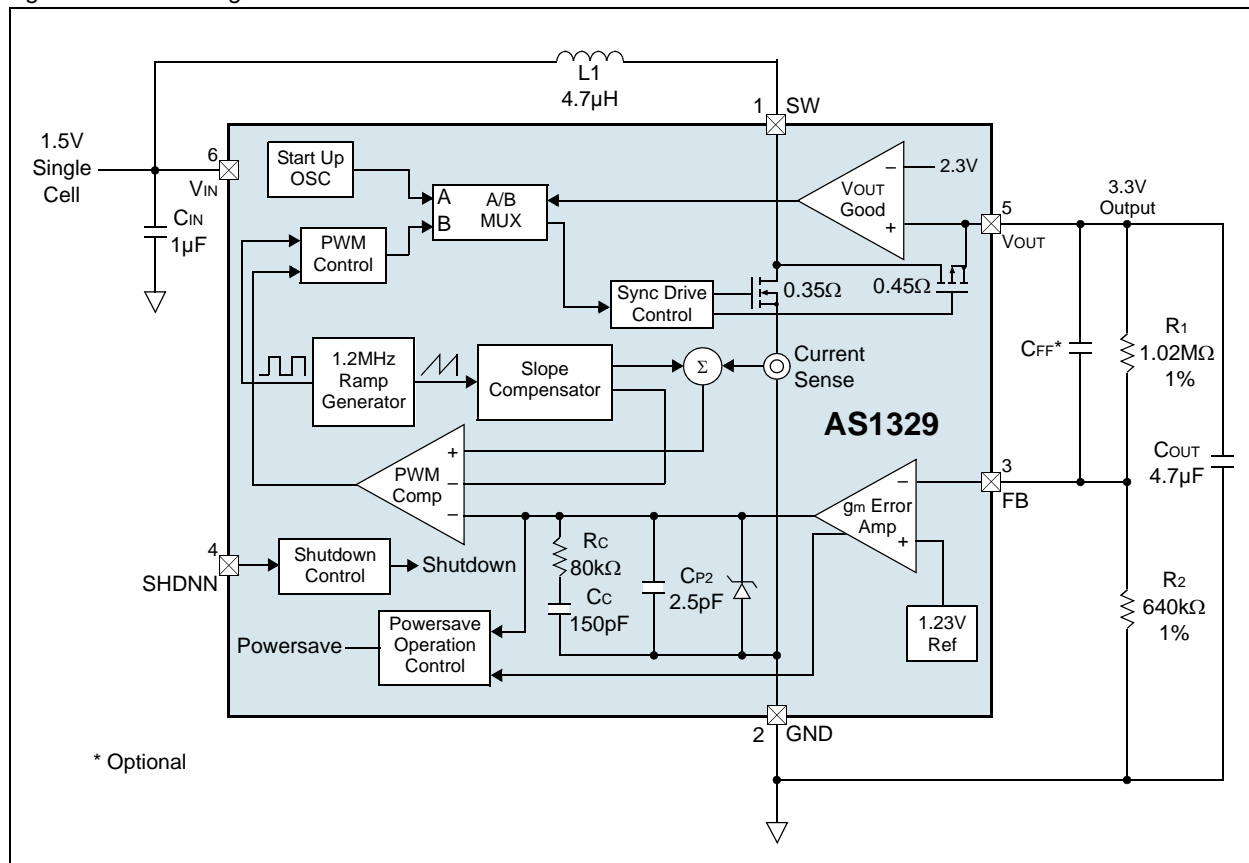 L1
4.7µH
1 SW
1.5V
Single
Cell
6
VIN
CIN
1µF
Start Up
OSC
A
B
A/B
MUX
VOUT
Good
–
+
2.3V
5
VOUT
3.3V
Output
PWM
Control
Sync Drive
Control
0.35Ω
0.45Ω
1.2MHz
Ramp
Generator
Slope
Compensator
Σ
Current
Sense
CFF*
R1
1.02MΩ
1%
AS1329
COUT
4.7µF
PWM
Comp
+
–
–
gm Error
Amp
–
+
3
FB
4
SHDNN
Shutdown
Control
Shutdown
RC
80kΩ
CC
150pF
CP2
2.5pF
R2
640kΩ
1%
1.23V
Ref
Powersave
Powersave
Operation
Control
2 GND
* Optional